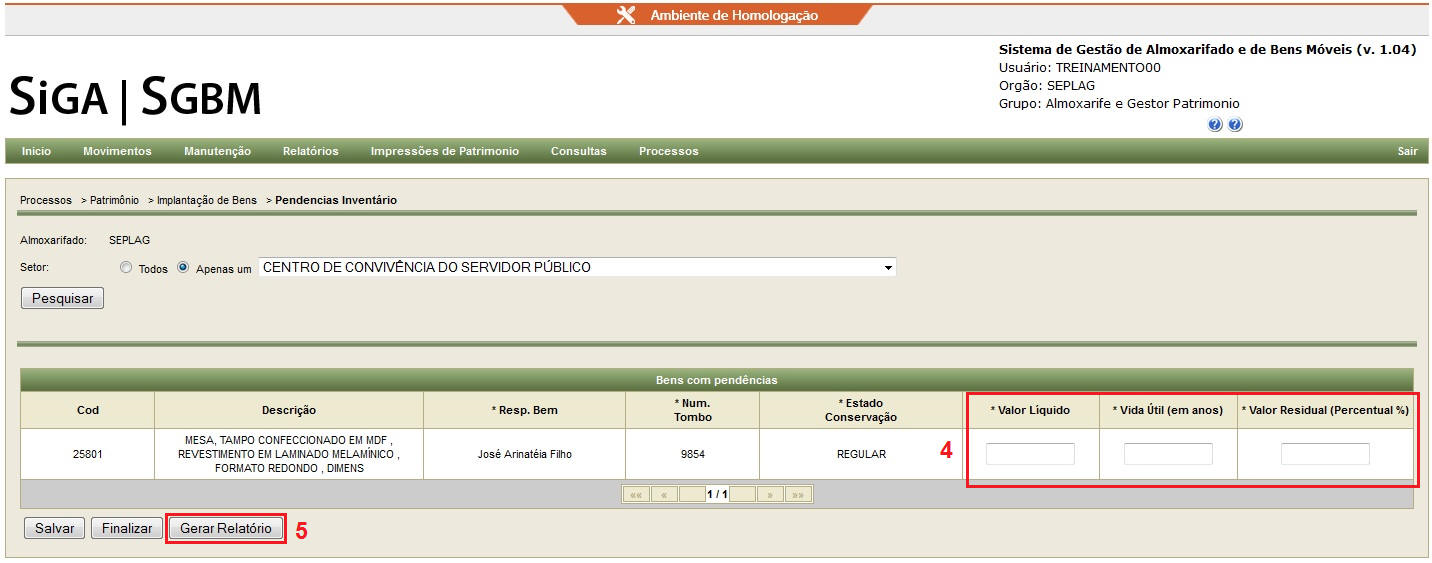 Ambiente de Homologação
Sistema de Gestão de Almoxarifado e de Bens Móveis (v. 1.04)
Usuário: TREINAMENTO00
Orgão: SEPLAG
Grupo: Almoxarife e Gestor Patrimonio
? ?
SIGA | SGBM
Inicio Movimentos Manutenção Relatórios Impressões de Patrimonio Consultas Processos Sair
Processos > Patrimônio > Implantação de Bens > Pendencias Inventário
Almoxarifado: SEPLAG
Setor: Todos Apenas um CENTRO DE CONVIVÊNCIA DO SERVIDOR PÚBLICO
Pesquisar
Bens com pendências
Cod Descrição * Resp. Bem * Num. Tombo * Estado Conservação * Valor Líquido * Vida Útil (em anos) * Valor Residual (Percentual %)
25801
MESA, TAMPO CONFECCIONADO EM MDF ,
REVESTIMENTO EM LAMINADO MELAMÍNICO ,
FORMATO REDONDO , DIMENS
José Arinatéia Filho 9854 REGULAR 4
«« « 1 / 1 » »»
Salvar Finalizar Gerar Relatório 5